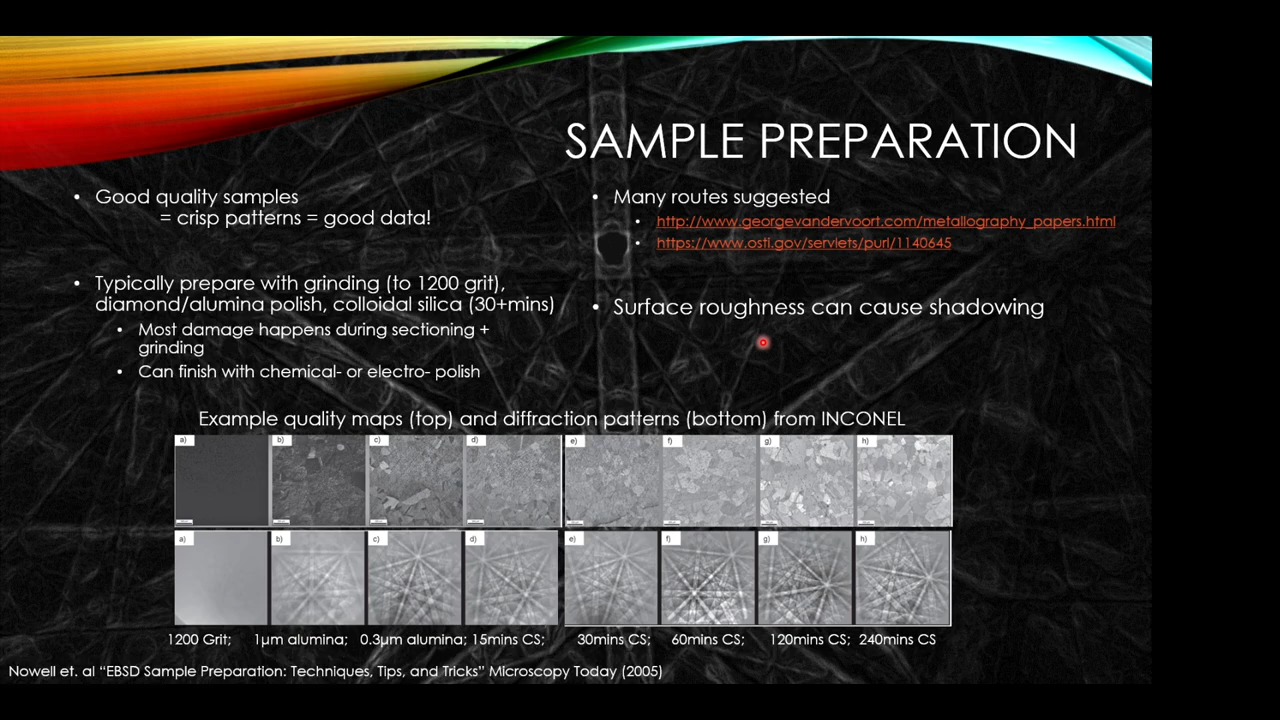 SAMPLE PREPARATION
• Good quality samples
= crisp patterns = good data!
• Typically prepare with grinding (to 1200 grit),
diamond/alumina polish, colloidal silica (30+mins)
• Most damage happens during sectioning +
grinding
• Can finish with chemical- or electro- polish
• Many routes suggested
• http://www.georgevandervoort.com/metallography_papers.html
• https://www.osti.gov/servlets/purl/1140645
• Surface roughness can cause shadowing
Example quality maps (top) and diffraction patterns (bottom) from INCONEL
a) b) c) d) e) f) g) h)
a) b) c) d) e) f) g) h)
1200 Grit; 1µm alumina; 0.3µm alumina; 15mins CS; 30mins CS; 60mins CS; 120mins CS; 240mins CS
Nowell et. al “EBSD Sample Preparation: Techniques, Tips, and Tricks” Microscopy Today (2005)